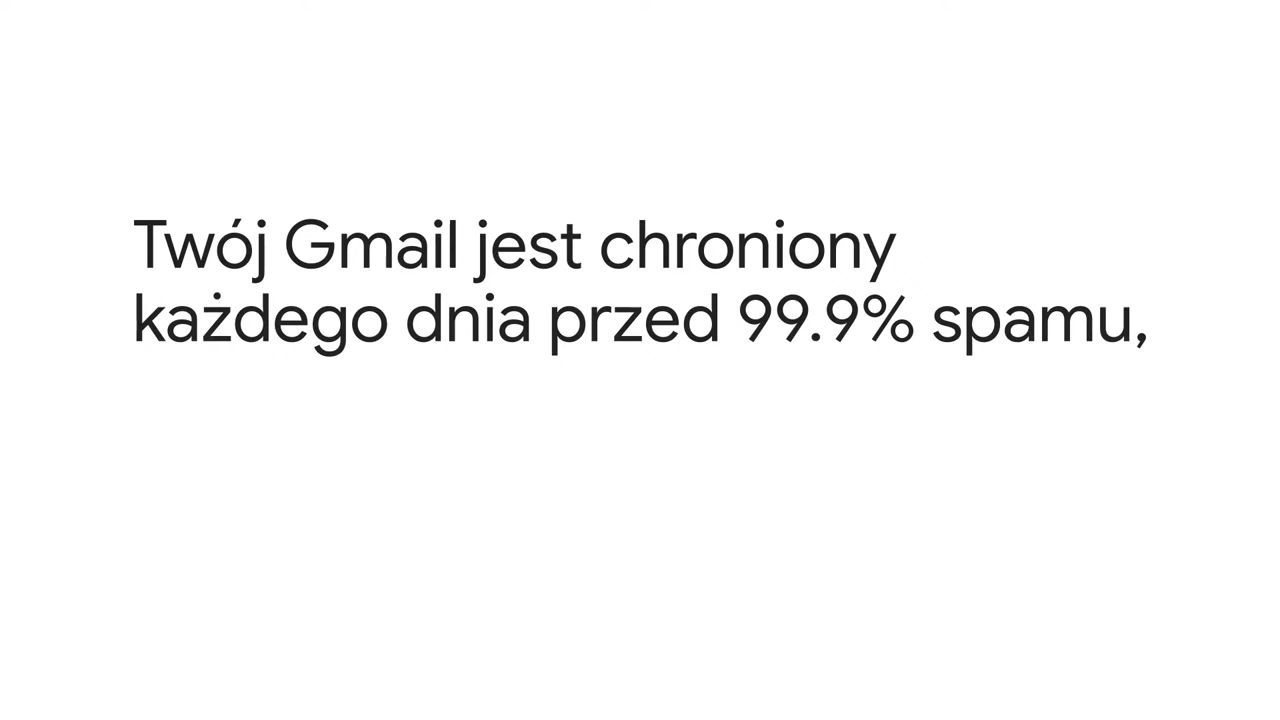 Twój Gmail jest chroniony
każdego dnia przed 99.9% spamu,